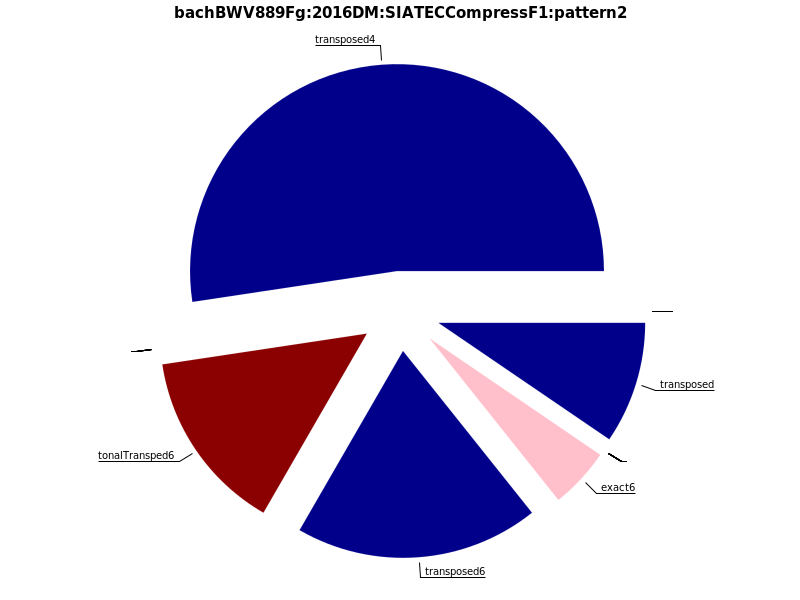 bachBWV889Fg:2016DM:SIATECCompressF1:pattern2
transposed4
transposed
tonalTransped6
exact6
transposed6